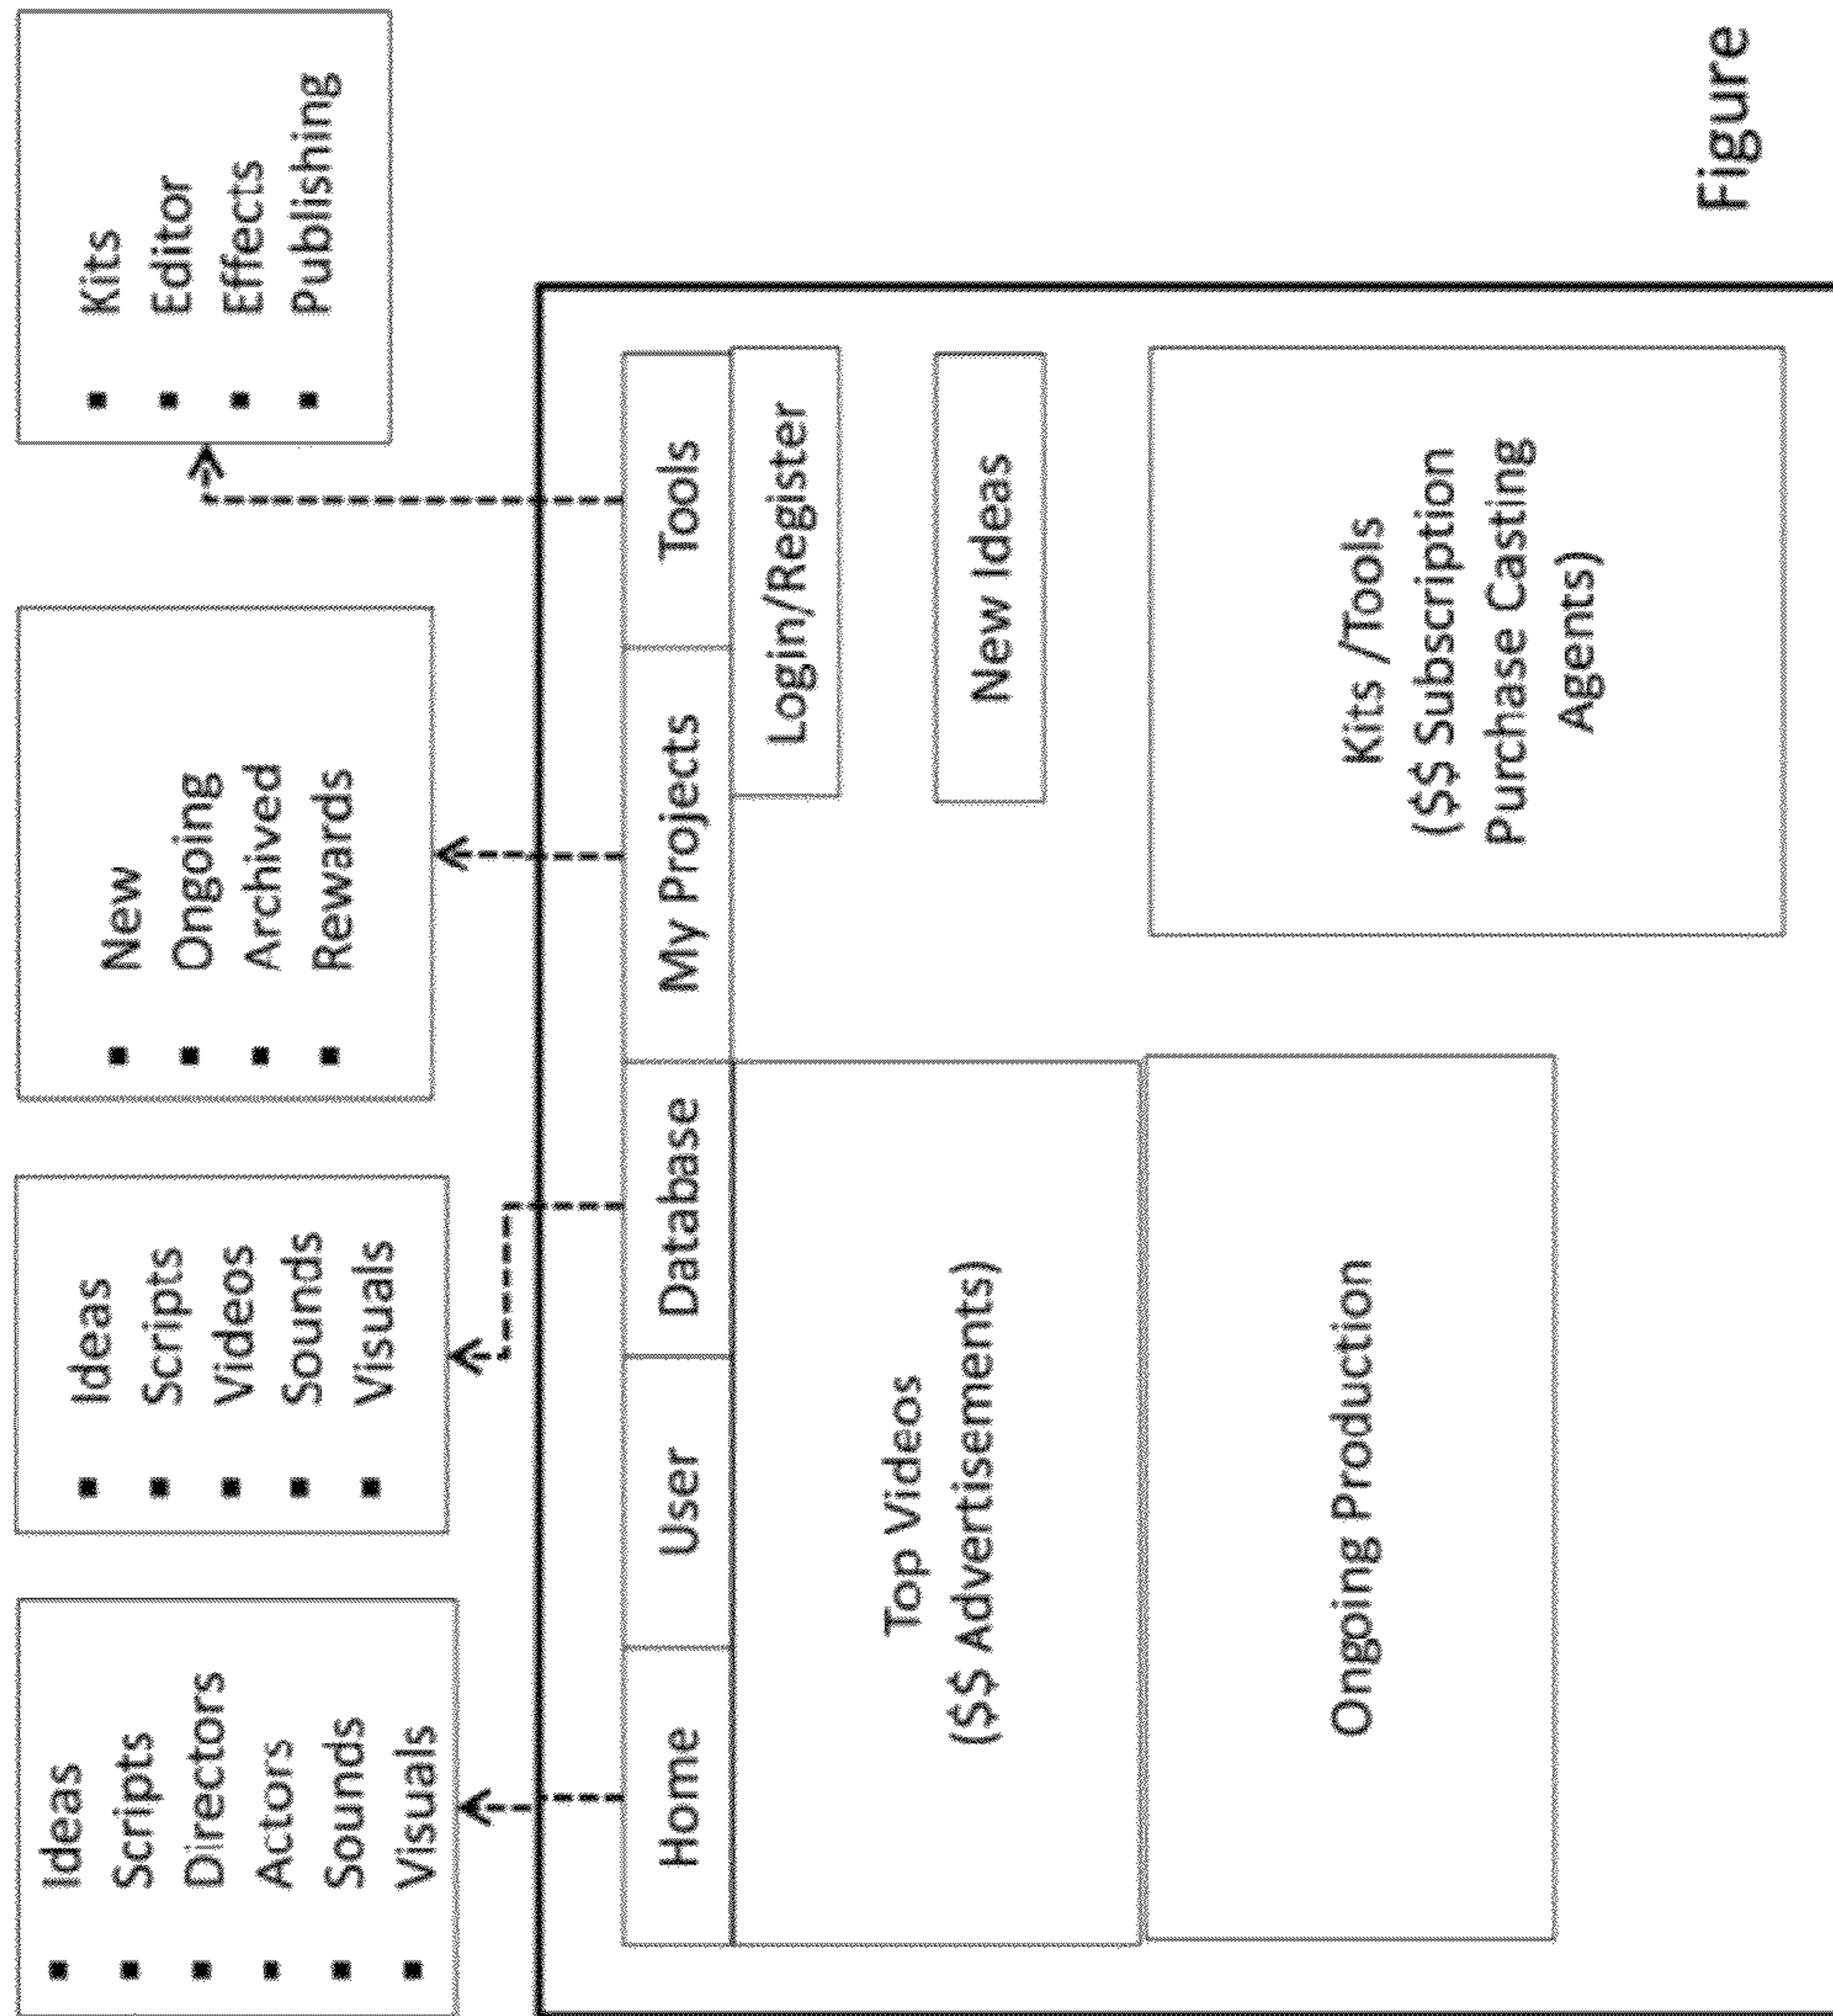 ▪ Ideas
▪ Scripts
▪ Directors
▪ Actors
▪ Sounds
▪ Visuals
▪ Ideas
▪ Scripts
▪ Videos
▪ Sounds
▪ Visuals
▪ New
▪ Ongoing
▪ Archived
▪ Rewards
▪ Kits
▪ Editor
▪ Effects
▪ Publishing
Home
User
Database
My Projects
Tools
Login/Register
Top Videos
($$ Advertisements)
New Ideas
Ongoing Production
Kits /Tools
($$ Subscription
Purchase Casting
Agents)
Figure